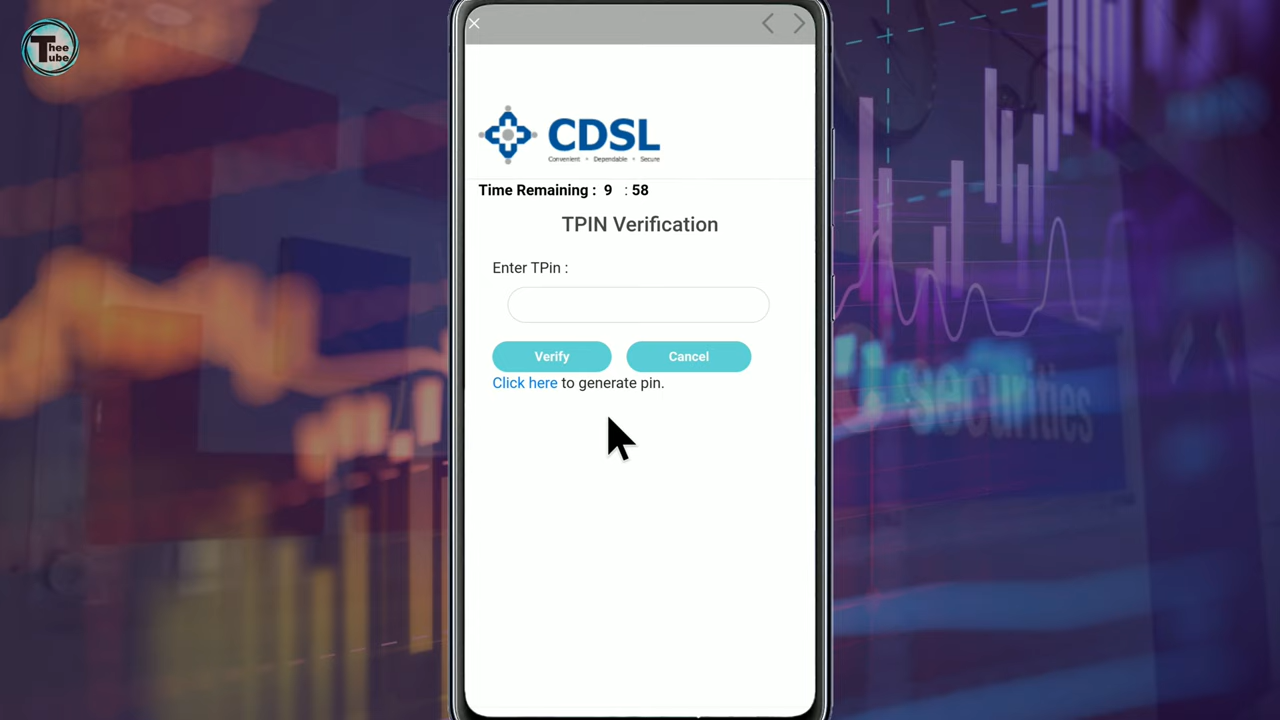 Thee
Tube
CDSL
Convenient • Dependable • Secure
Time Remaining : 9 : 58
TPIN Verification
Enter TPin :
Verify
Cancel
Click here to generate pin.
securities